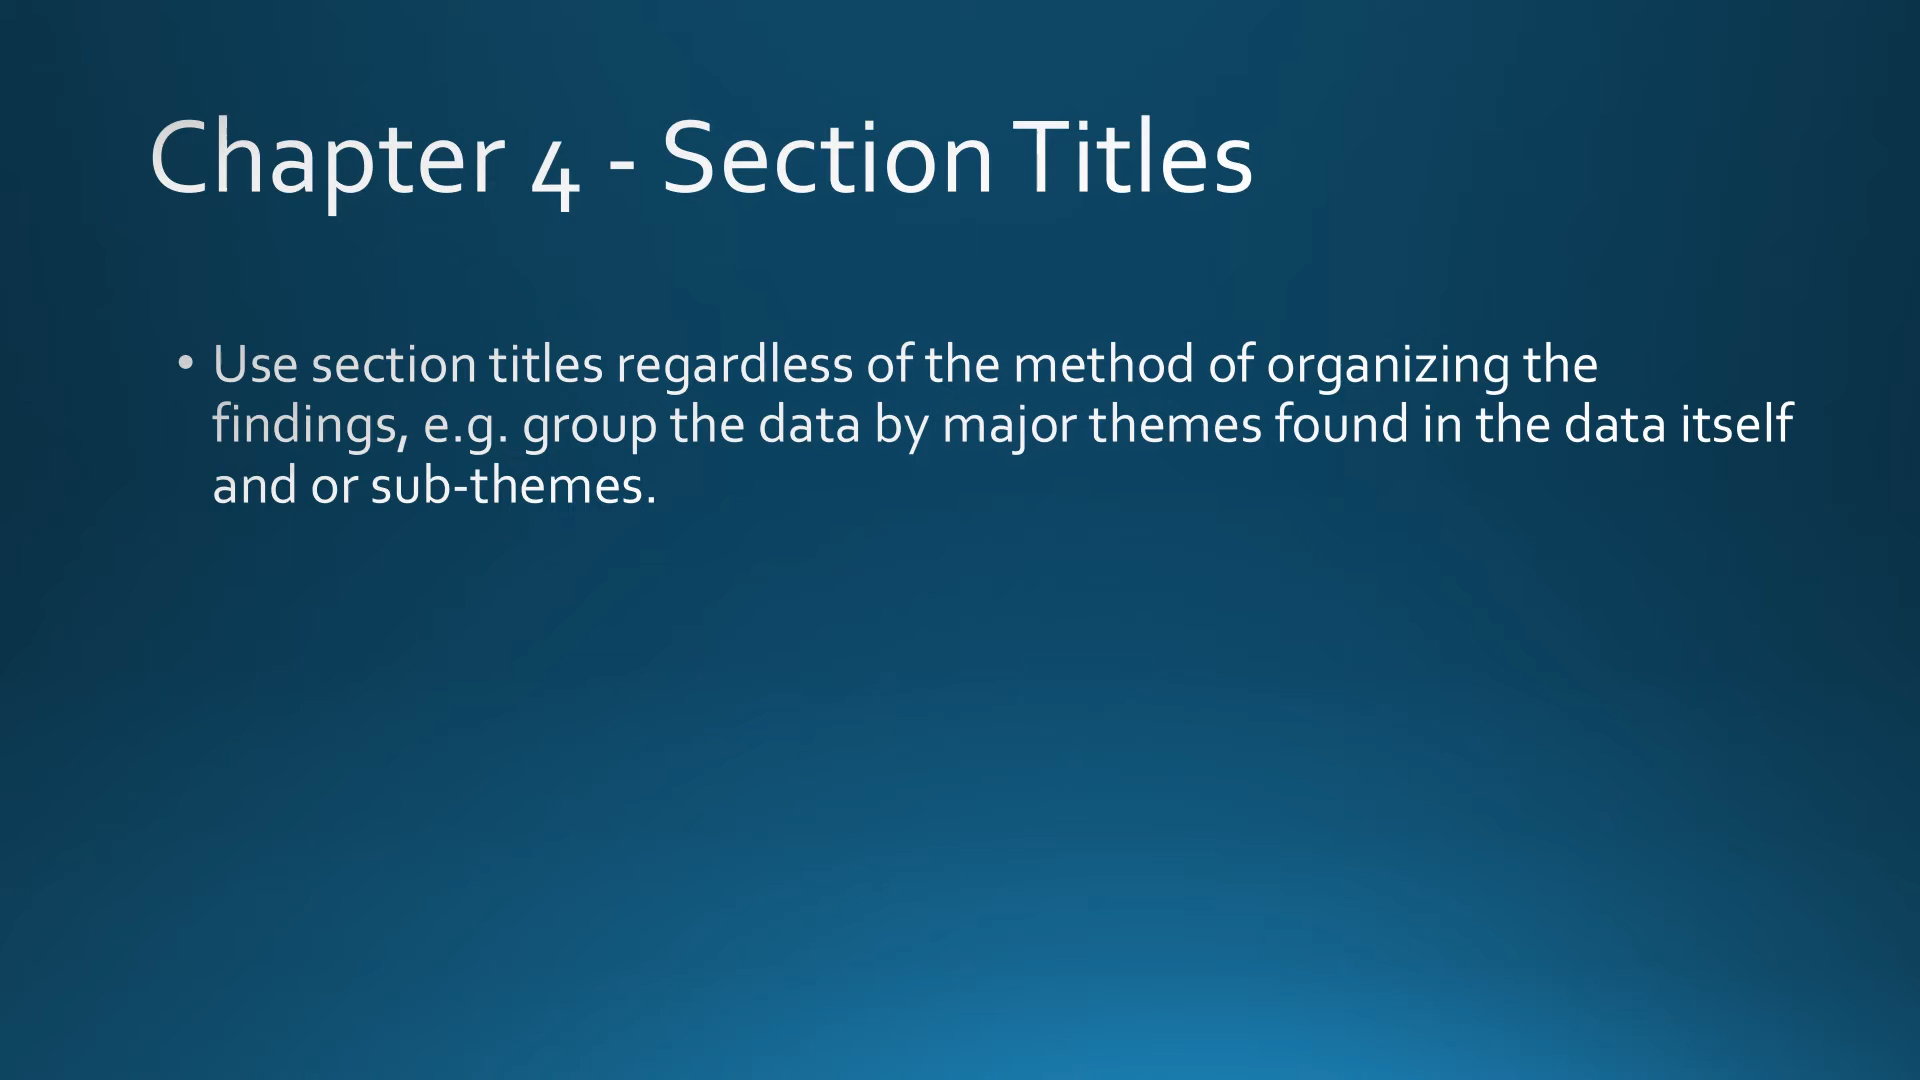 Chapter 4 - Section Titles
• Use section titles regardless of the method of organizing the
findings, e.g. group the data by major themes found in the data itself
and or sub-themes.